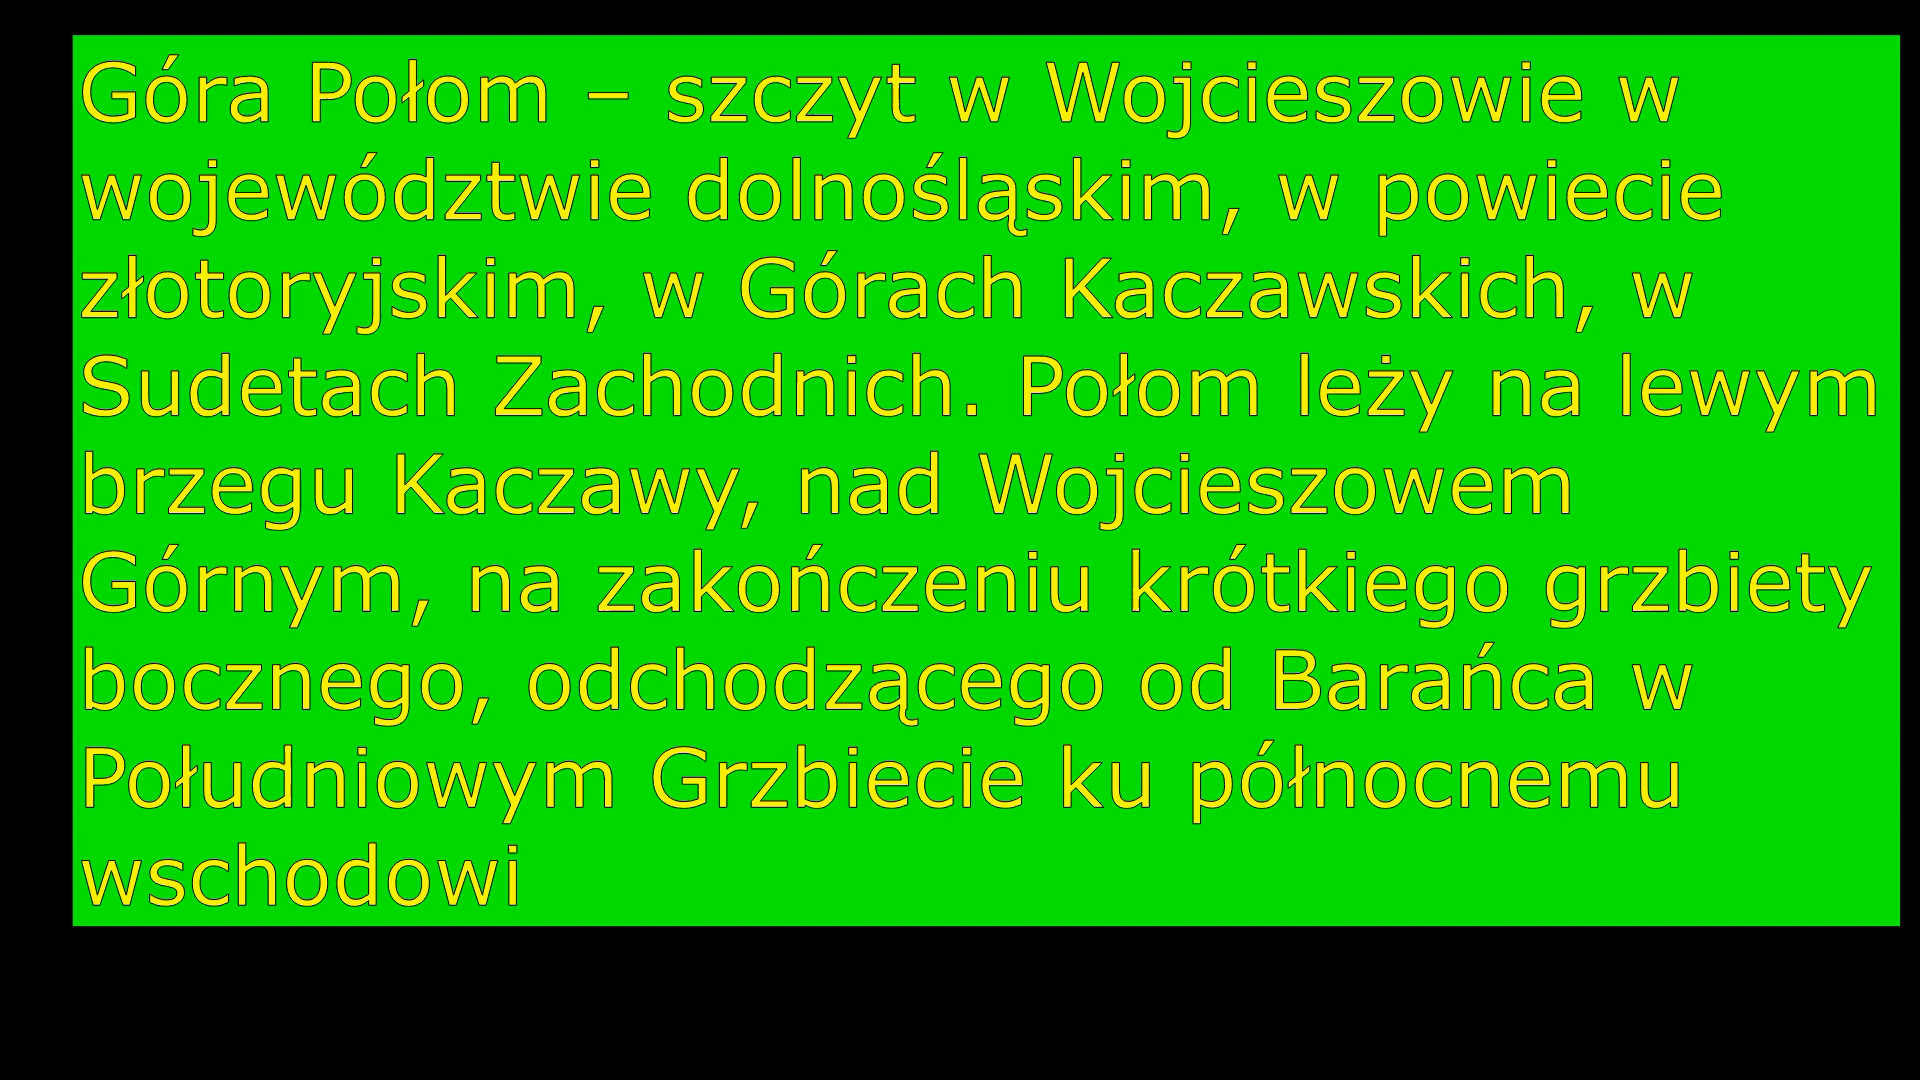 Góra Połom – szczyt w Wojcieszowie w
województwie dolnośląskim, w powiecie
złotoryjskim, w Górach Kaczawskich, w
Sudetach Zachodnich. Połom leży na lewym
brzegu Kaczawy, nad Wojcieszowem
Górnym, na zakończeniu krótkiego grzbiety
bocznego, odchodzącego od Barańca w
Południowym Grzbiecie ku północnemu
wschodowi